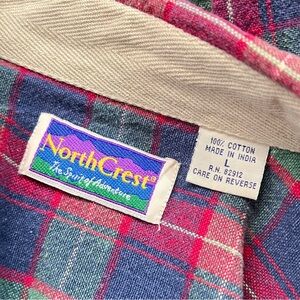 NorthCrest®
The Spirit of Adventure
100% COTTON
MADE IN INDIA
L
R.N. 82912
CARE ON REVERSE